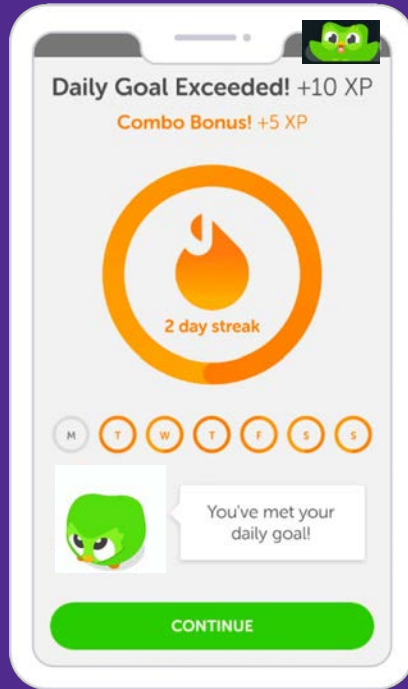 Daily Goal Exceeded! +10 XP
Combo Bonus! +5 XP
2 day streak
M T W T F S S
You've met your
daily goal!
CONTINUE